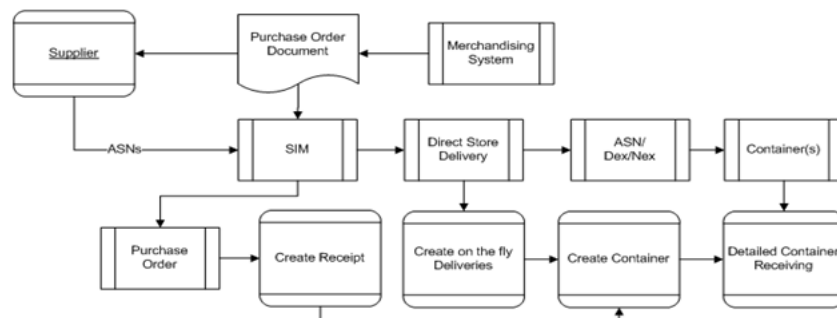 Supplier
Purchase Order
Document
Merchandising
System
ASNs
SIM
Direct Store
Delivery
ASN/
Dex/Nex
Container(s)
Purchase
Order
Create Receipt
Create on the fly
Deliveries
Create Container
Detailed Container
Receiving